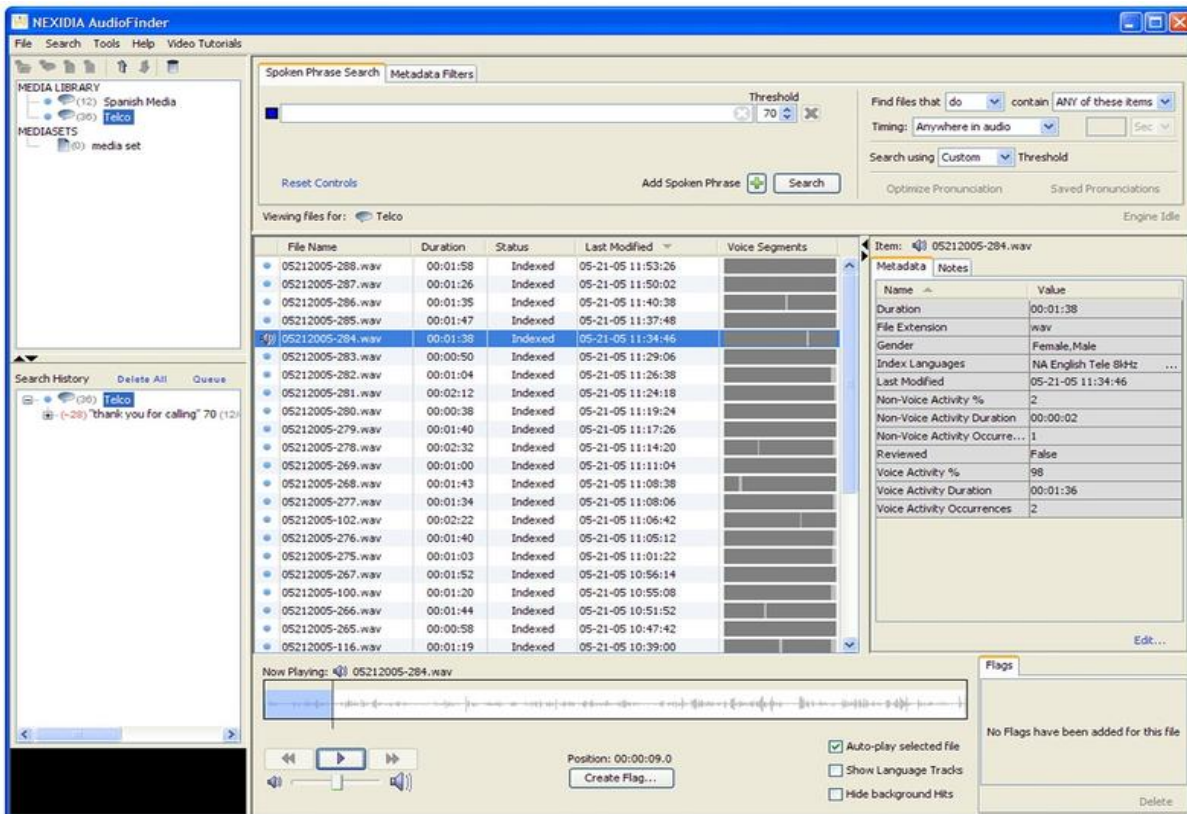 NEXIDIA AudioFinder
File Search Tools Help Video Tutorials
MEDIA LIBRARY
(12) Spanish Media
(36) Telco
MEDIASETS
(0) media set
Search History Delete All Queue
(36) Telco
(~28) "thank you for calling" 70 (12/
Spoken Phrase Search Metadata Filters
Threshold
70
Reset Controls Add Spoken Phrase Search
Find files that do contain ANY of these items
Timing: Anywhere in audio Sec
Search using Custom Threshold
Optimize Pronunciation Saved Pronunciations
Viewing files for: Telco Engine Idle
File Name Duration Status Last Modified Voice Segments
05212005-288.wav 00:01:58 Indexed 05-21-05 11:53:26
05212005-287.wav 00:01:26 Indexed 05-21-05 11:50:02
05212005-286.wav 00:01:35 Indexed 05-21-05 11:40:38
05212005-285.wav 00:01:47 Indexed 05-21-05 11:37:48
05212005-284.wav 00:01:38 Indexed 05-21-05 11:34:46
05212005-283.wav 00:00:50 Indexed 05-21-05 11:29:06
05212005-282.wav 00:01:04 Indexed 05-21-05 11:26:38
05212005-281.wav 00:02:12 Indexed 05-21-05 11:24:18
05212005-280.wav 00:00:38 Indexed 05-21-05 11:19:24
05212005-279.wav 00:01:40 Indexed 05-21-05 11:17:26
05212005-278.wav 00:02:32 Indexed 05-21-05 11:14:20
05212005-269.wav 00:01:00 Indexed 05-21-05 11:11:04
05212005-268.wav 00:01:43 Indexed 05-21-05 11:08:38
05212005-277.wav 00:01:34 Indexed 05-21-05 11:08:06
05212005-102.wav 00:02:22 Indexed 05-21-05 11:06:42
05212005-276.wav 00:01:40 Indexed 05-21-05 11:05:12
05212005-275.wav 00:01:03 Indexed 05-21-05 11:01:22
05212005-267.wav 00:01:52 Indexed 05-21-05 10:56:14
05212005-100.wav 00:01:20 Indexed 05-21-05 10:55:08
05212005-266.wav 00:01:44 Indexed 05-21-05 10:51:52
05212005-265.wav 00:00:58 Indexed 05-21-05 10:47:42
05212005-116.wav 00:01:19 Indexed 05-21-05 10:39:00
Item: 05212005-284.wav
Metadata Notes
Name Value
Duration 00:01:38
File Extension wav
Gender Female,Male
Index Languages NA English Tele 8kHz ...
Last Modified 05-21-05 11:34:46
Non-Voice Activity % 2
Non-Voice Activity Duration 00:00:02
Non-Voice Activity Occurre... 1
Reviewed False
Voice Activity % 98
Voice Activity Duration 00:01:36
Voice Activity Occurrences 2
Edit...
Now Playing: 05212005-284.wav
Position: 00:00:09.0
Create Flag...
Auto-play selected file
Show Language Tracks
Hide background Hits
Flags
No Flags have been added for this file
Delete